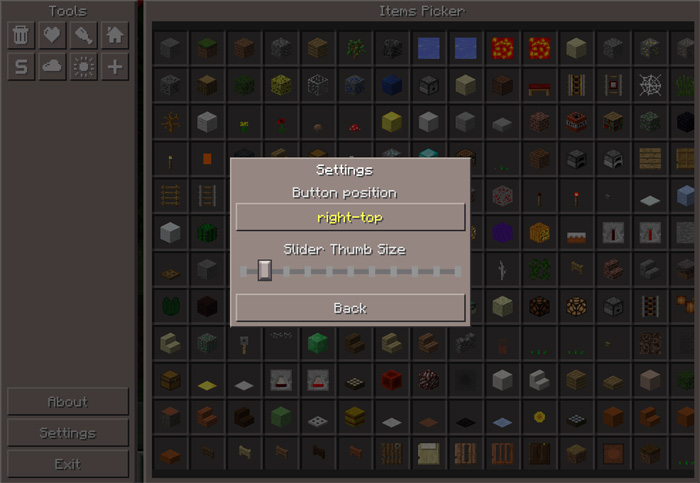 Tools
Items Picker
S
Settings
Button position
right-top
Slider Thumb Size
Back
About
Settings
Exit